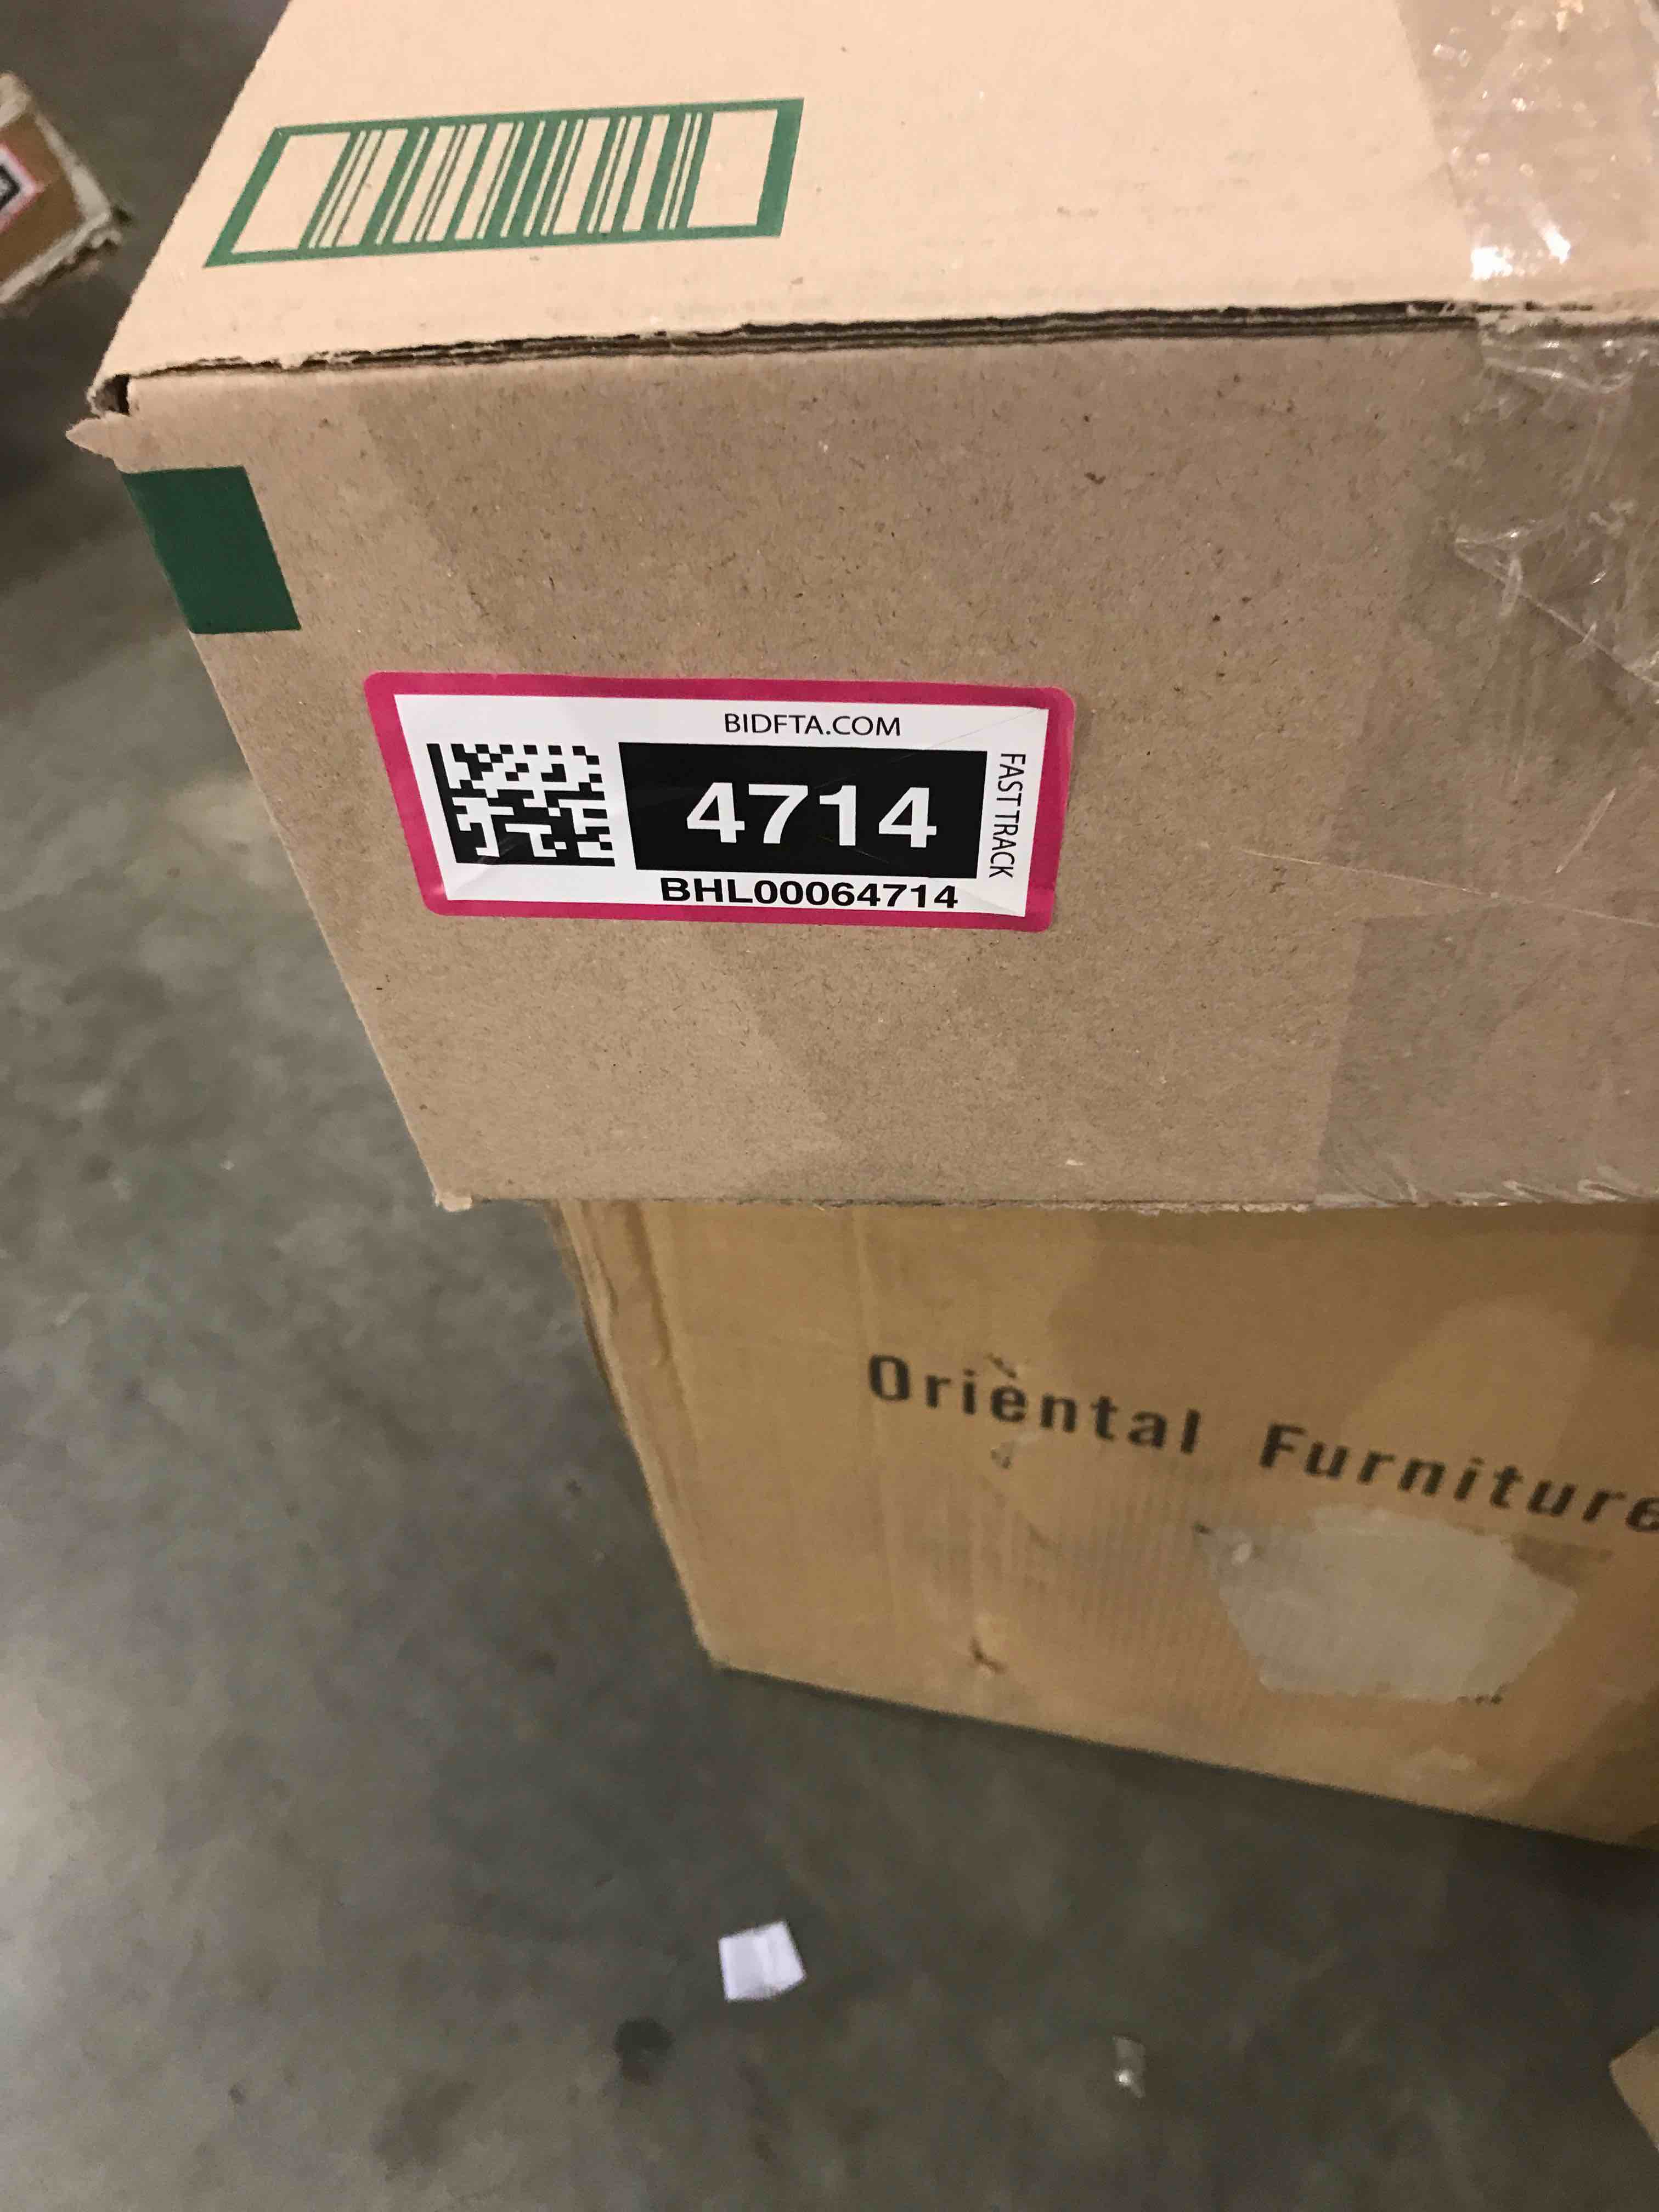 BIDFTA.COM
4714
FAST TRACK
BHL00064714
Oriental Furniture